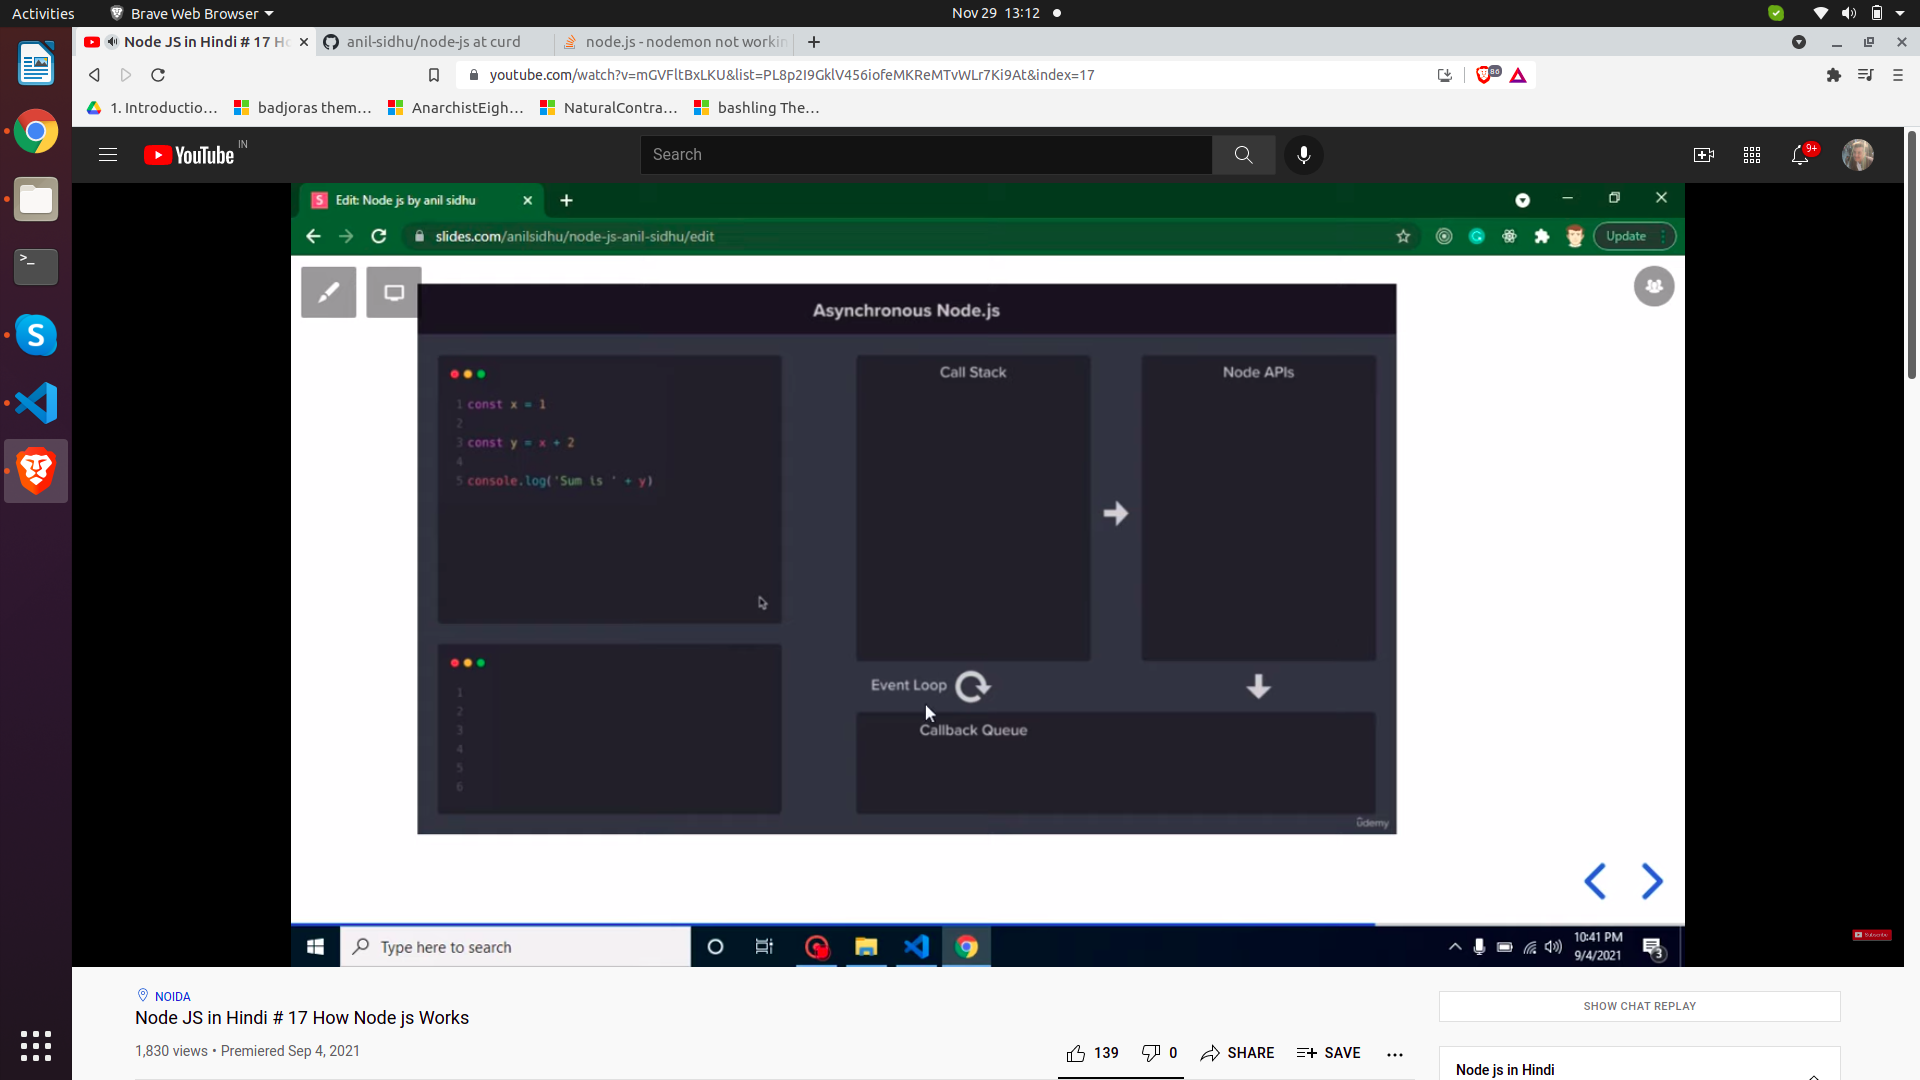 Activities
Brave Web Browser
Nov 29 13:12
Node JS in Hindi # 17 Ho
anil-sidhu/node-js at curd
node.js - nodemon not workin
youtube.com/watch?v=mGVFltBxLKU&list=PL8p2I9GklV456iofeMKReMTvWLr7Ki9At&index=17
86
1. Introductio...
badjoras them...
AnarchistEigh...
NaturalContra...
bashling The...
YouTube IN
Search
9+
Edit: Node js by anil sidhu
slides.com/anilsidhu/node-js-anil-sidhu/edit
Update
Asynchronous Node.js
1 const x = 1
2
3 const y = x + 2
4
5 console.log('Sum is ' + y)
Call Stack
Node APIs
1
2
3
4
5
6
Event Loop
Callback Queue
ûdemy
Type here to search
10:41 PM
9/4/2021
3
Subscribe
NOIDA
Node JS in Hindi # 17 How Node js Works
1,830 views • Premiered Sep 4, 2021
139
0
SHARE
SAVE
SHOW CHAT REPLAY
Node js in Hindi